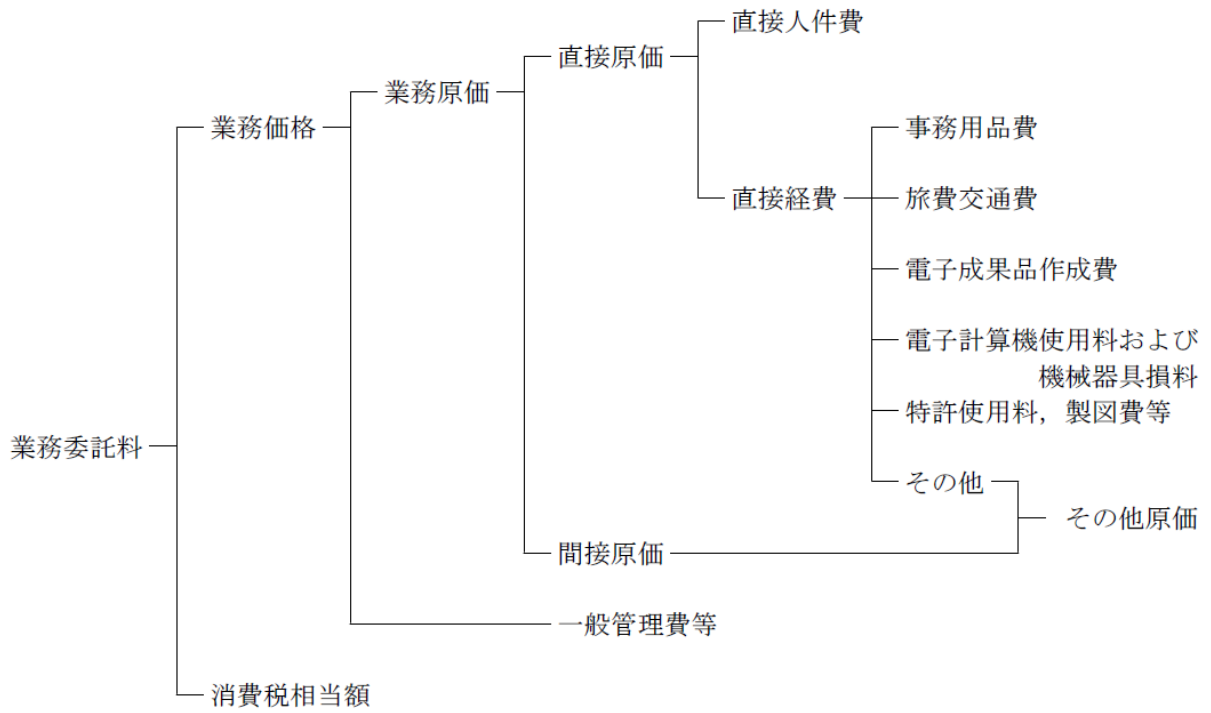 直接人件費
直接原価
業務原価
業務価格
事務用品費
直接経費
旅費交通費
電子成果品作成費
電子計算機使用料および
機械器具損料
特許使用料，製図費等
業務委託料
その他
その他原価
間接原価
一般管理費等
消費税相当額